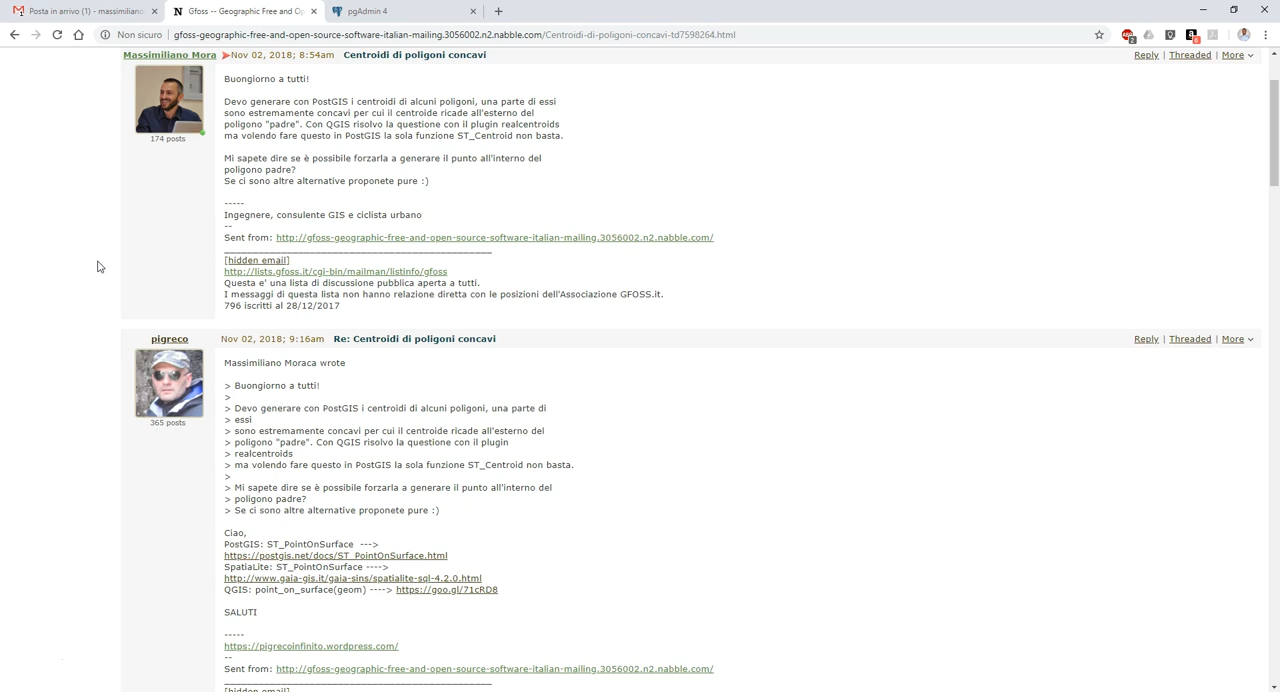 Posta in arrivo (1) - massimiliano
Gfoss -- Geographic Free and Op
pgAdmin 4
Non sicuro
gfoss-geographic-free-and-open-source-software-italian-mailing.3056002.n2.nabble.com/Centroidi-di-poligoni-concavi-td7598264.html
Massimiliano Mora Nov 02, 2018; 8:54am Centroidi di poligoni concavi Reply | Threaded | More
174 posts
Buongiorno a tutti!
Devo generare con PostGIS i centroidi di alcuni poligoni, una parte di essi
sono estremamente concavi per cui il centroide ricade all'esterno del
poligono "padre". Con QGIS risolvo la questione con il plugin realcentroids
ma volendo fare questo in PostGIS la sola funzione ST_Centroid non basta.
Mi sapete dire se è possibile forzarla a generare il punto all'interno del
poligono padre?
Se ci sono altre alternative proponete pure :)
-----
Ingegnere, consulente GIS e ciclista urbano
--
Sent from: http://gfoss-geographic-free-and-open-source-software-italian-mailing.3056002.n2.nabble.com/
_______________________________________________
[hidden email]
http://lists.gfoss.it/cgi-bin/mailman/listinfo/gfoss
Questa e' una lista di discussione pubblica aperta a tutti.
I messaggi di questa lista non hanno relazione diretta con le posizioni dell'Associazione GFOSS.it.
796 iscritti al 28/12/2017
pigreco Nov 02, 2018; 9:16am Re: Centroidi di poligoni concavi Reply | Threaded | More
365 posts
Massimiliano Moraca wrote
> Buongiorno a tutti!
>
> Devo generare con PostGIS i centroidi di alcuni poligoni, una parte di
> essi
> sono estremamente concavi per cui il centroide ricade all'esterno del
> poligono "padre". Con QGIS risolvo la questione con il plugin
> realcentroids
> ma volendo fare questo in PostGIS la sola funzione ST_Centroid non basta.
>
> Mi sapete dire se è possibile forzarla a generare il punto all'interno del
> poligono padre?
> Se ci sono altre alternative proponete pure :)
Ciao,
PostGIS: ST_PointOnSurface --->
https://postgis.net/docs/ST_PointOnSurface.html
SpatiaLite: ST_PointOnSurface ---->
http://www.gaia-gis.it/gaia-sins/spatialite-sql-4.2.0.html
QGIS: point_on_surface(geom) ----> https://goo.gl/71cRD8
SALUTI
-----
https://pigrecoinfinito.wordpress.com/
--
Sent from: http://gfoss-geographic-free-and-open-source-software-italian-mailing.3056002.n2.nabble.com/
_______________________________________________
[hidden email]